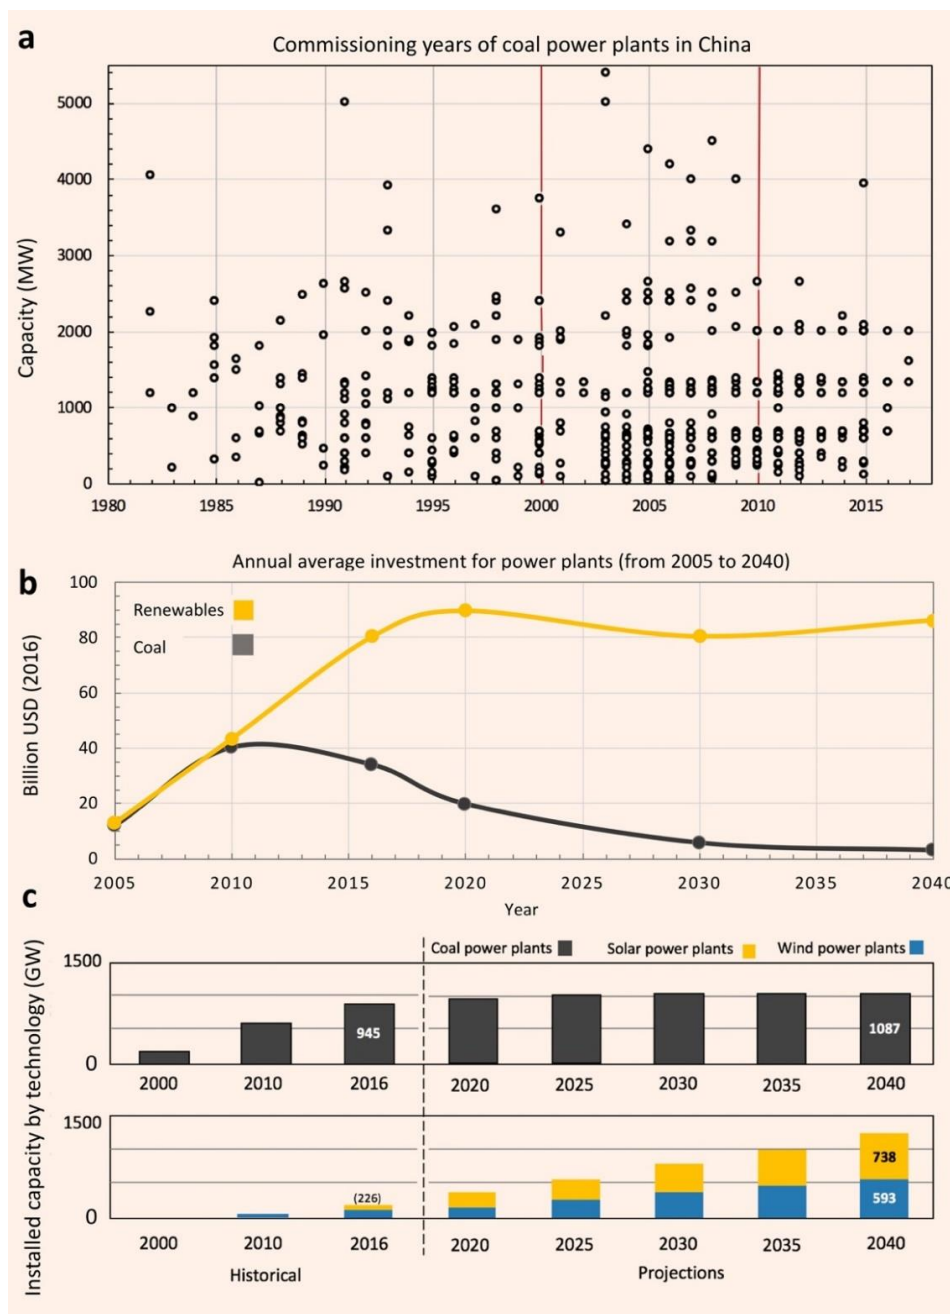 a
Commissioning years of coal power plants in China
Capacity (MW)
5000
4000
3000
2000
1000
0
1980 1985 1990 1995 2000 2005 2010 2015
b
Annual average investment for power plants (from 2005 to 2040)
Billion USD (2016)
100
80
60
40
20
0
Renewables
Coal
2005 2010 2015 2020 2025 2030 2035 2040
Year
c
Installed capacity by technology (GW)
Coal power plants Solar power plants Wind power plants
1500
0
945 1087
2000 2010 2016 2020 2025 2030 2035 2040
1500
0
(226) 738
593
2000 2010 2016 2020 2025 2030 2035 2040
Historical Projections